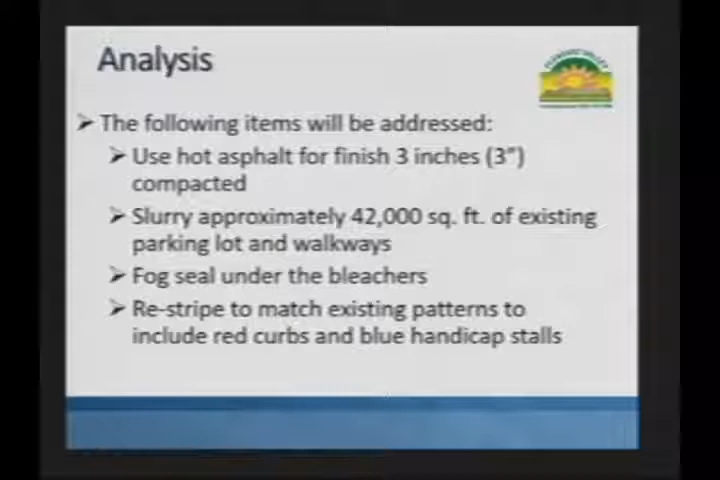 Analysis
PLEASANT VALLEY
The following items will be addressed:
Use hot asphalt for finish 3 inches (3")
compacted
Slurry approximately 42,000 sq. ft. of existing
parking lot and walkways
Fog seal under the bleachers
Re-stripe to match existing patterns to
include red curbs and blue handicap stalls